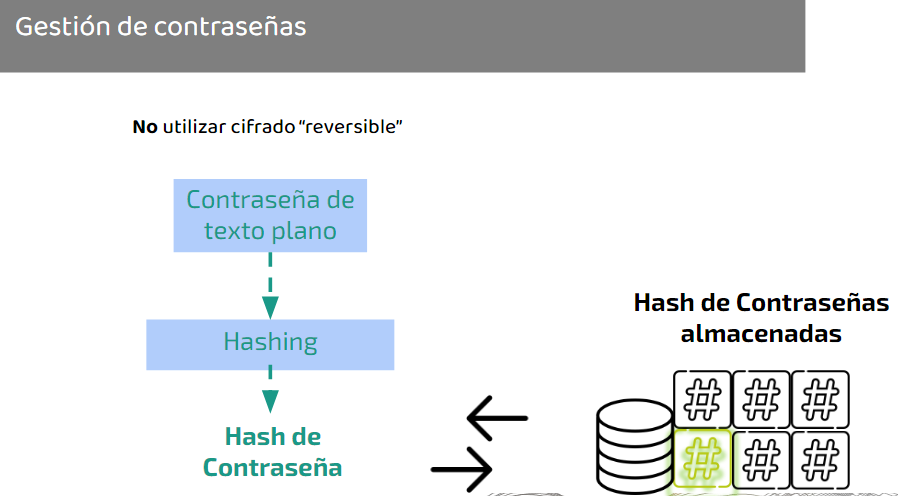 Gestión de contraseñas
No utilizar cifrado “reversible”
Contraseña de
texto plano
Hashing
Hash de
Contraseña
Hash de Contraseñas
almacenadas
# # #
# # #